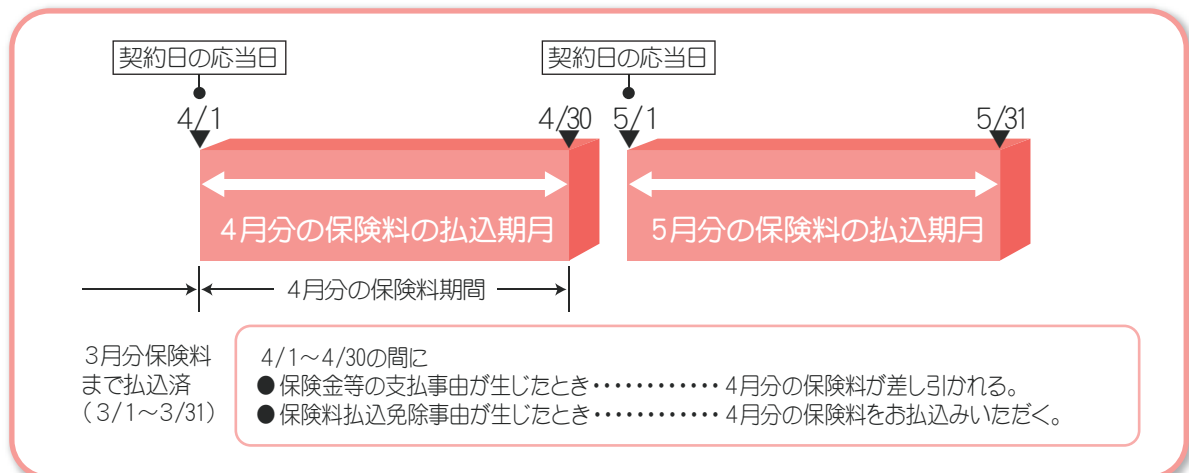 契約日の応当日
契約日の応当日
4/1
4/30
5/1
5/31
4月分の保険料の払込期月
5月分の保険料の払込期月
4月分の保険料期間
3月分保険料
まで払込済
(3/1〜3/31)
4/1〜4/30の間に
●保険金等の支払事由が生じたとき・・・・・・・・・・・・4月分の保険料が差し引かれる。
●保険料払込免除事由が生じたとき・・・・・・・・・・・・4月分の保険料をお払込みいただく。